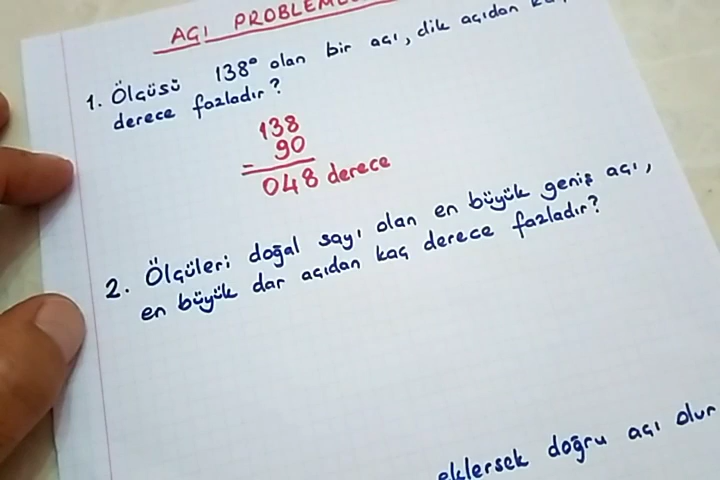 AÇI
1. Ölçüsü 138° olan bir açı, dik açıdan
derece fazladır?
138
90
048 derece
2. Ölçüleri doğal sayı olan en büyük geniş açı,
en büyük dar açıdan kaç derece fazladır?
eklersek doğru açı olur